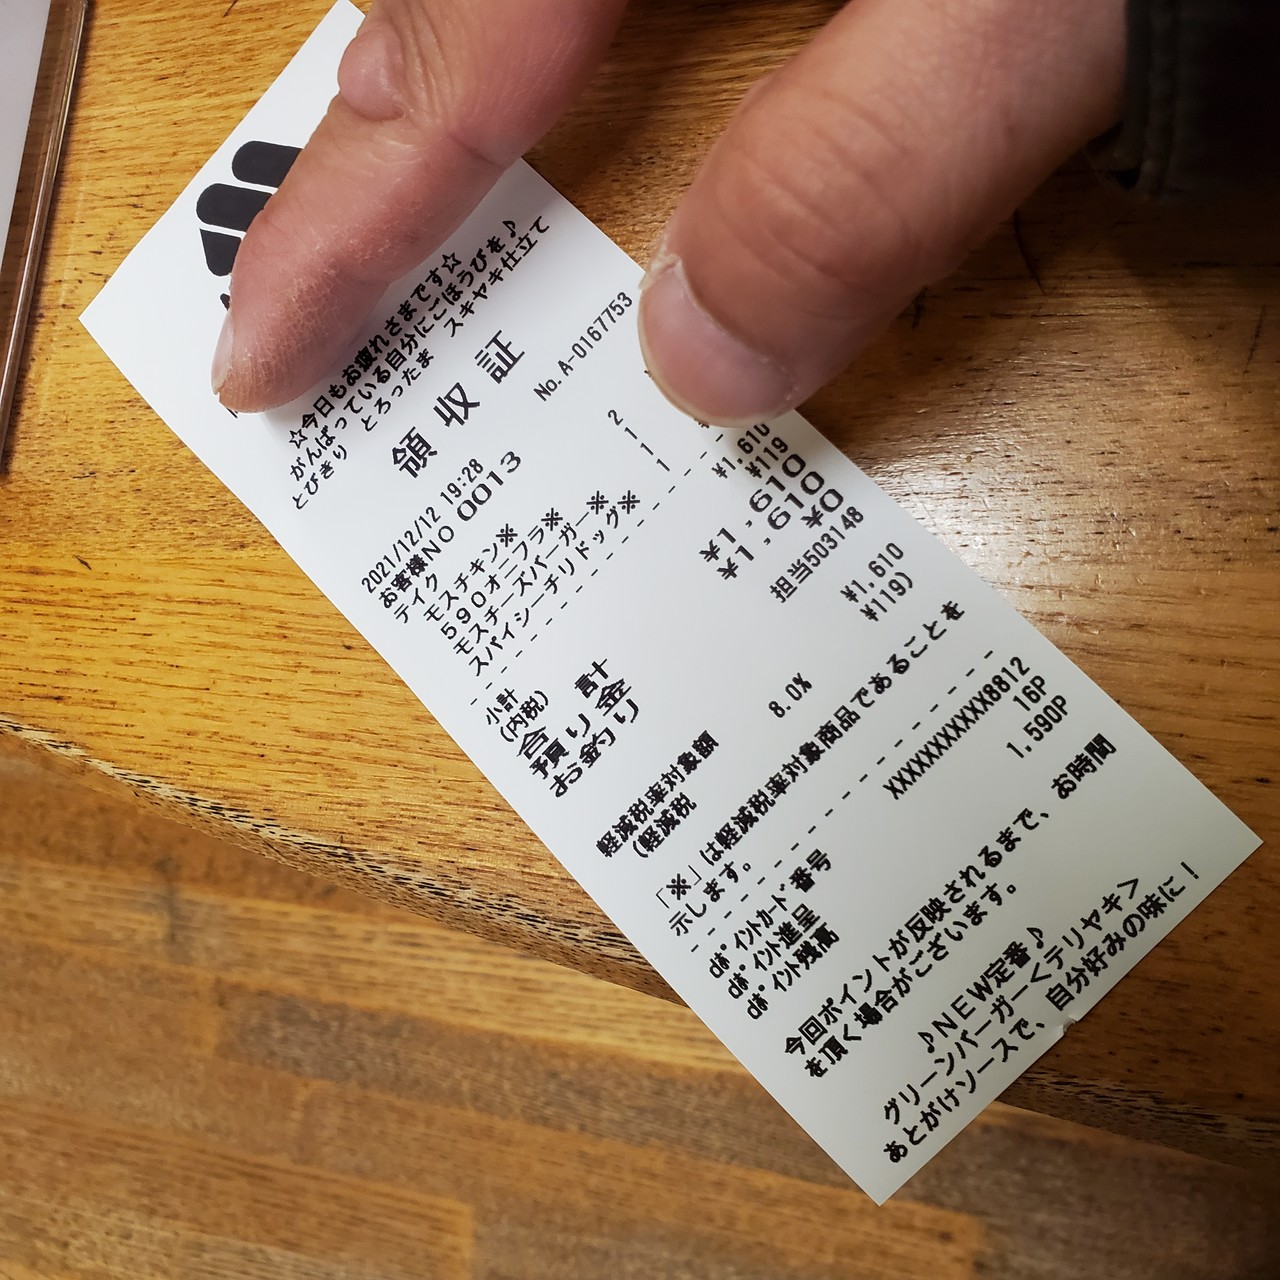 ☆今日もお疲れさまです☆
がんばっている自分にごほうびを♪
とびきり とろったま スキヤキ仕立て
領収証
No. A-0167753
2021/12/12 19:28
お客様NO 0013
テイク
モスチキン※ 2
590オニフラ※ 1
モスチーズバーガー※ 1
スパイシーチリドッグ※ 1
小計 ¥1,610
(内税) ¥119
合 計 ¥1,610
預り金 ¥1,610
お釣り ¥0
担当503148
軽減税率対象額 8.0% ¥1,610
(軽減税 ¥119)
「※」は軽減税率対象商品であることを
示します。
dﾎﾟｲﾝﾄｶｰﾄﾞ番号 XXXXXXXXXXX8812
dﾎﾟｲﾝﾄ進呈 16P
dﾎﾟｲﾝﾄ残高 1,590P
今回ポイントが反映されるまで、お時間
を頂く場合がございます。
♪NEW定番♪
グリーンバーガー<テリヤキ>
あとがけソースで、自分好みの味に!